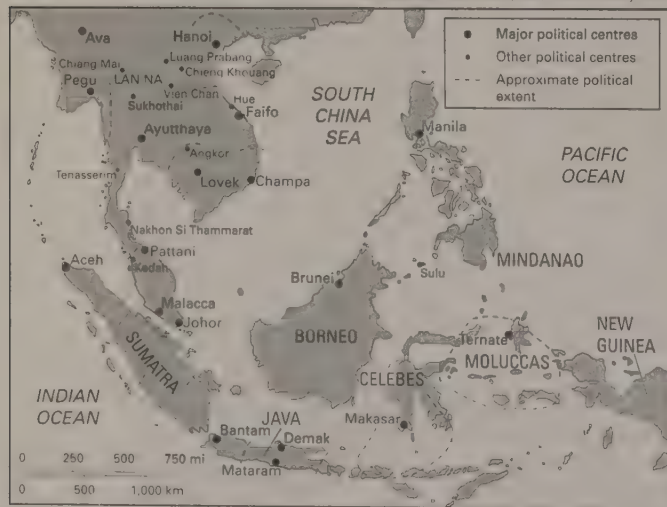 Major political centres
Other political centres
Approximate political
extent
Ava
Hanoi
Luang Prabang
Chiang Mai
Chieng Khouang
LAN NA
Pegu
Vien Chan
Sukhothai
Hue
Faifo
SOUTH
CHINA
SEA
Ayutthaya
Angkor
Manila
PACIFIC
OCEAN
Tenasserim
Lovek
Champa
Nakhon Si Thammarat
Pattani
Kedah
Aceh
Sulu
MINDANAO
Brunei
Malacca
Johor
SUMATRA
BORNEO
Ternate
MOLUCCAS
NEW
GUINEA
CELEBES
INDIAN
OCEAN
JAVA
Makasar
Bantam
Demak
Mataram
0 250 500 750 mi
0 500 1,000 km